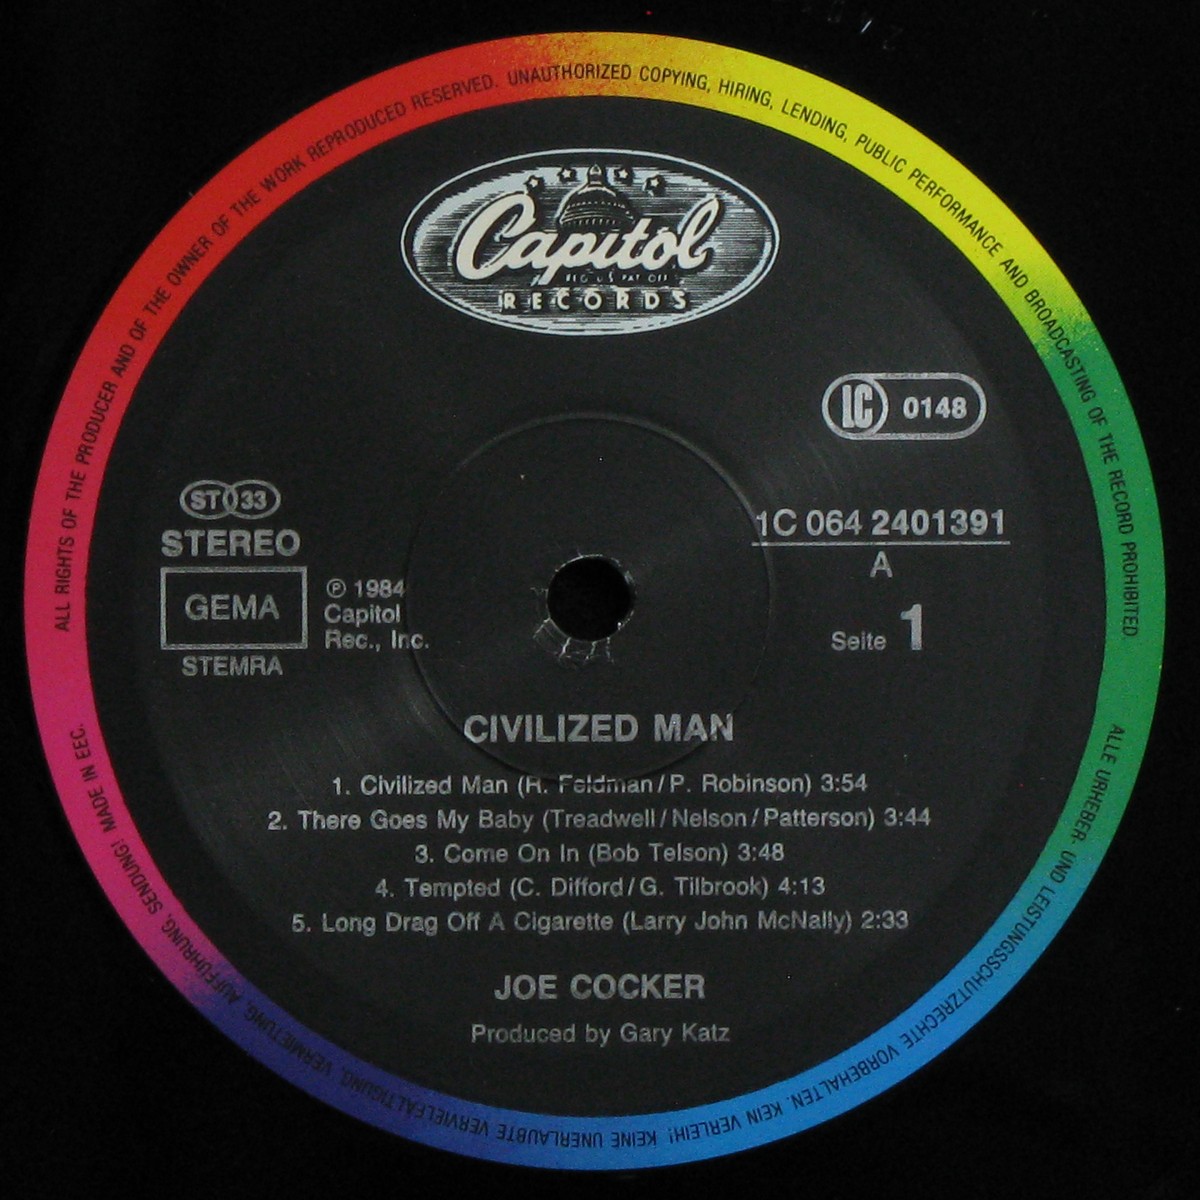 ALL RIGHTS OF THE PRODUCER AND OF THE OWNER OF THE WORK REPRODUCED RESERVED. UNAUTHORIZED COPYING, HIRING, LENDING, PUBLIC PERFORMANCE AND BROADCASTING OF THE RECORD PROHIBITED.
Capitol
REG. U.S. PAT. OFF.
RECORDS
LC 0148
ST 33
STEREO
GEMA
STEMRA
℗ 1984
Capitol
Rec., Inc.
1C 064 2401391
A
Seite 1
CIVILIZED MAN
1. Civilized Man (R. Feldman/P. Robinson) 3:54
2. There Goes My Baby (Treadwell/Nelson/Patterson) 3:44
3. Come On In (Bob Telson) 3:48
4. Tempted (C. Difford/G. Tilbrook) 4:13
5. Long Drag Off A Cigarette (Larry John McNally) 2:33
JOE COCKER
Produced by Gary Katz
ALLE URHEBER- UND LEISTUNGSSCHUTZRECHTE VORBEHALTEN. KEIN VERLEIH! KEINE UNERLAUBTE VERVIELFÄLTIGUNG, VERMIETUNG, AUFFÜHRUNG, SENDUNG! MADE IN EEC.